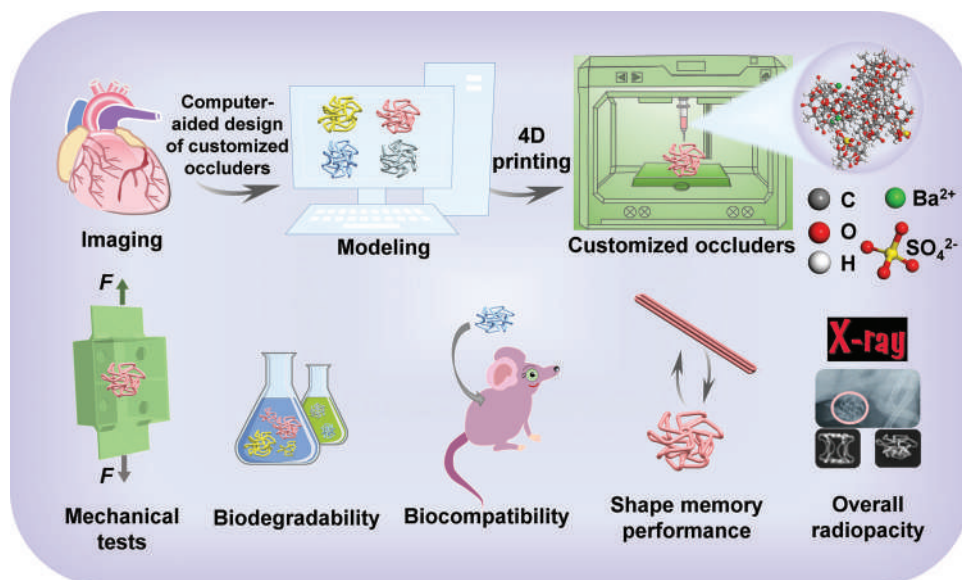 Computer-
aided design
of customized
occluders
4D
printing
Imaging
Modeling
Customized occluders
C
Ba²⁺
O
SO₄²⁻
H
F
F
X-ray
Mechanical
tests
Biodegradability
Biocompatibility
Shape memory
performance
Overall
radiopacity